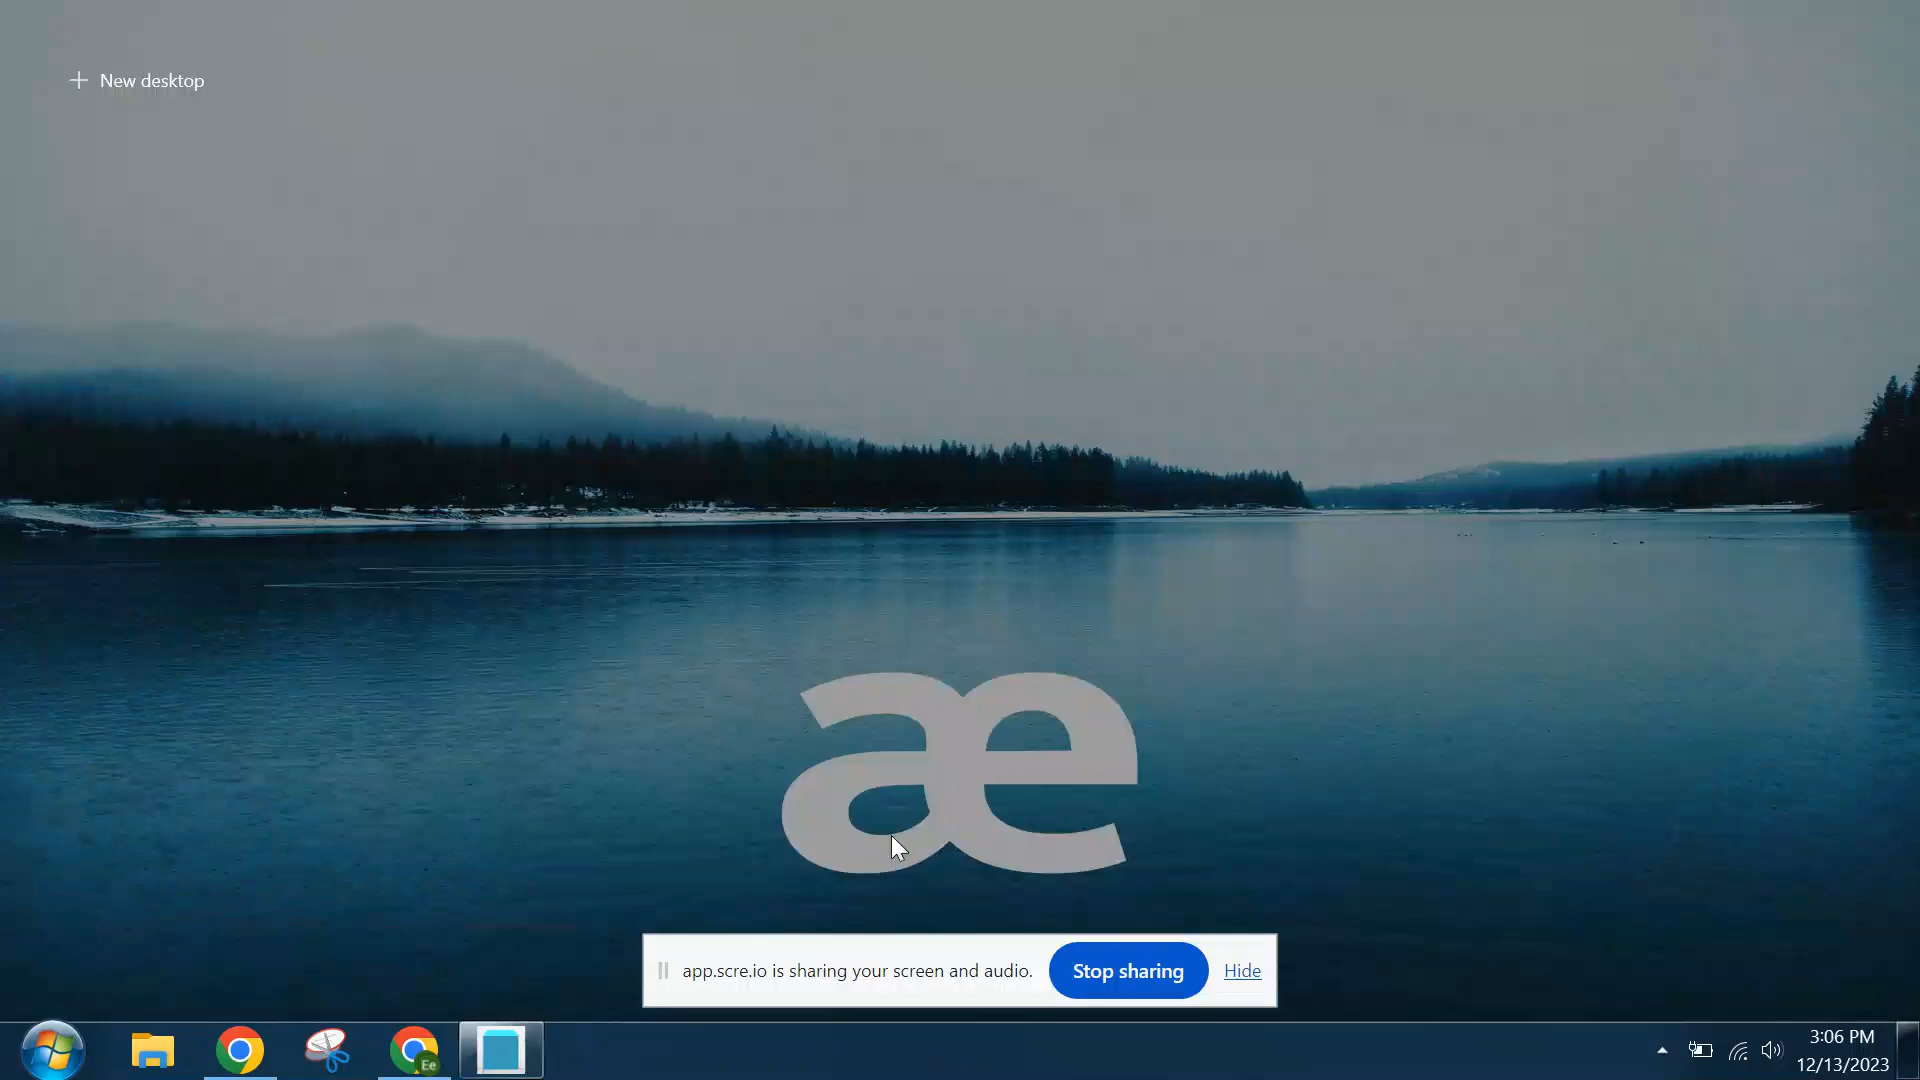 New desktop
æ
app.scre.io is sharing your screen and audio. Stop sharing Hide
Ee
3:06 PM
12/13/2023